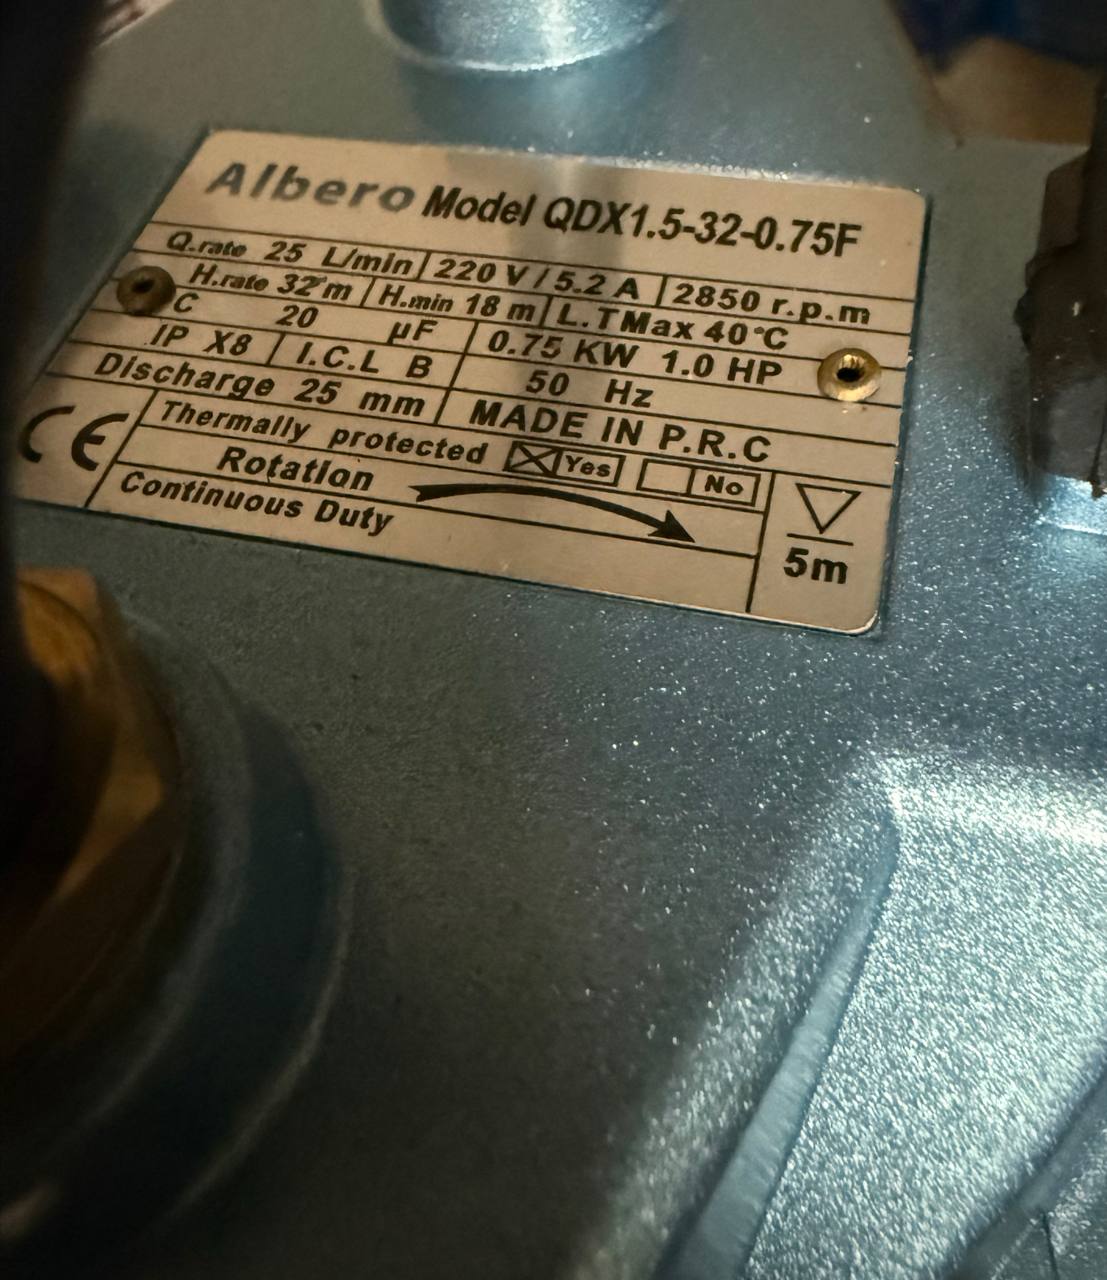 Albero Model QDX1.5-32-0.75F
Q.rate 25 L/min 220 V / 5.2 A 2850 r.p.m
H.rate 32 m H.min 18 m L.T Max 40°C
C 20 µF 0.75 KW 1.0 HP
IP X8 I.C.L B 50 Hz
Discharge 25 mm MADE IN P.R.C
CE Thermally protected Yes No
Rotation
Continuous Duty
5m